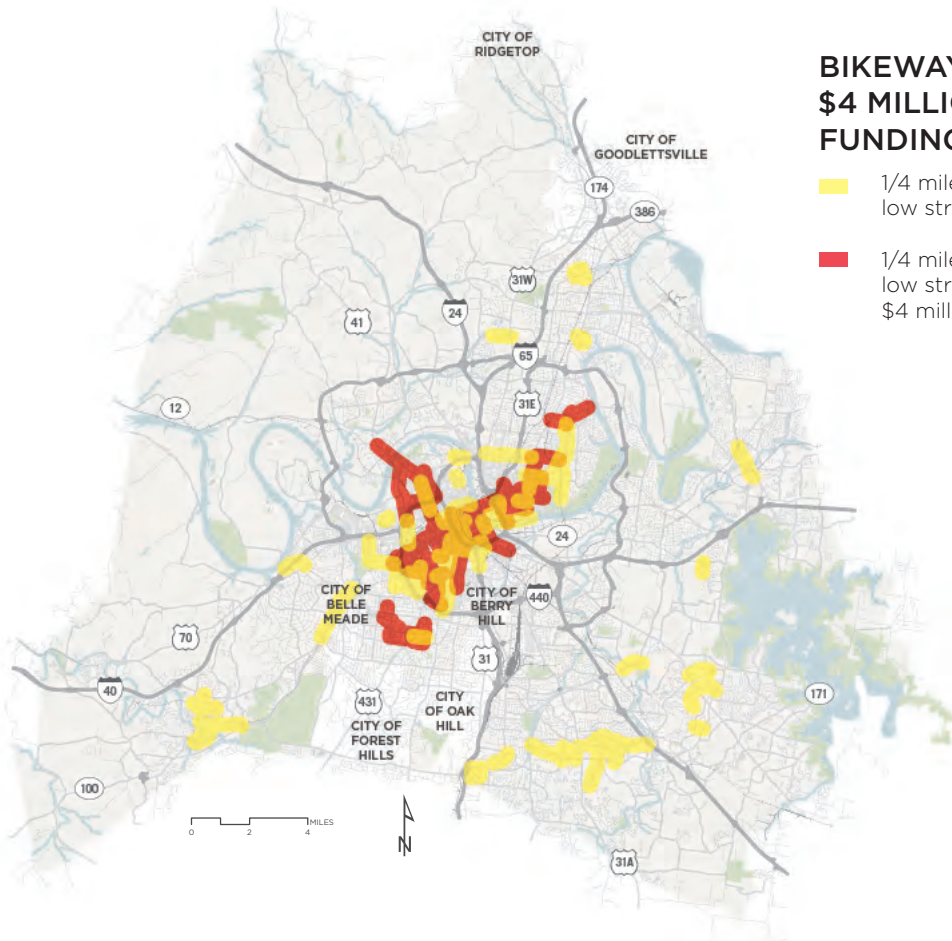 CITY OF
RIDGETOP
BIKEWAY
$4 MILLIO
FUNDING
1/4 mile
low str
1/4 mile
low str
$4 mill
CITY OF
GOODLETTSVILLE
174
386
31W
24
41
65
31E
12
24
CITY OF
BELLE
MEADE
CITY OF
BERRY
HILL
440
70
31
40
431
CITY
OF OAK
HILL
171
CITY OF
FOREST
HILLS
100
MILES
0 2 4
N
31A